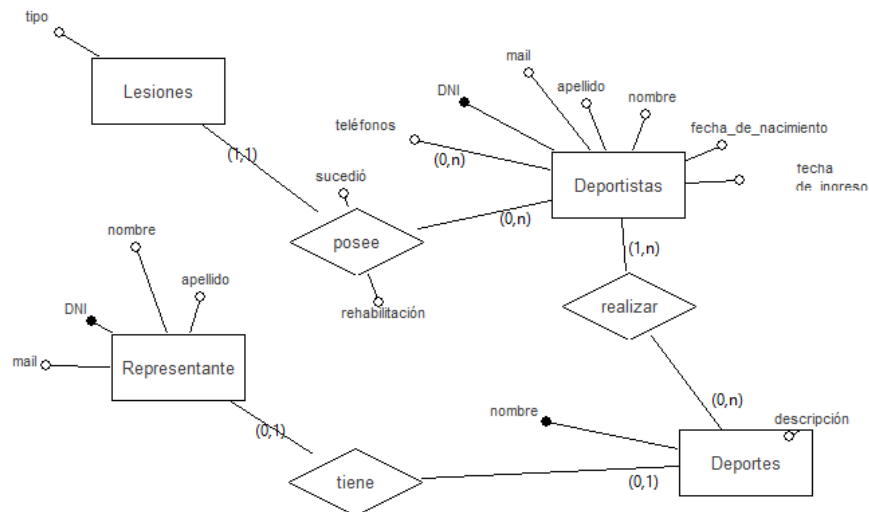 tipo
Lesiones
(1,1)
mail
apellido
DNI
nombre
teléfonos
(0,n)
fecha_de_nacimiento
fecha
de_ingreso
Deportistas
(0,n)
sucedió
posee
rehabilitación
(1,n)
realizar
(0,n)
nombre
apellido
DNI
mail
Representante
(0,1)
tiene
(0,1)
nombre
descripción
Deportes